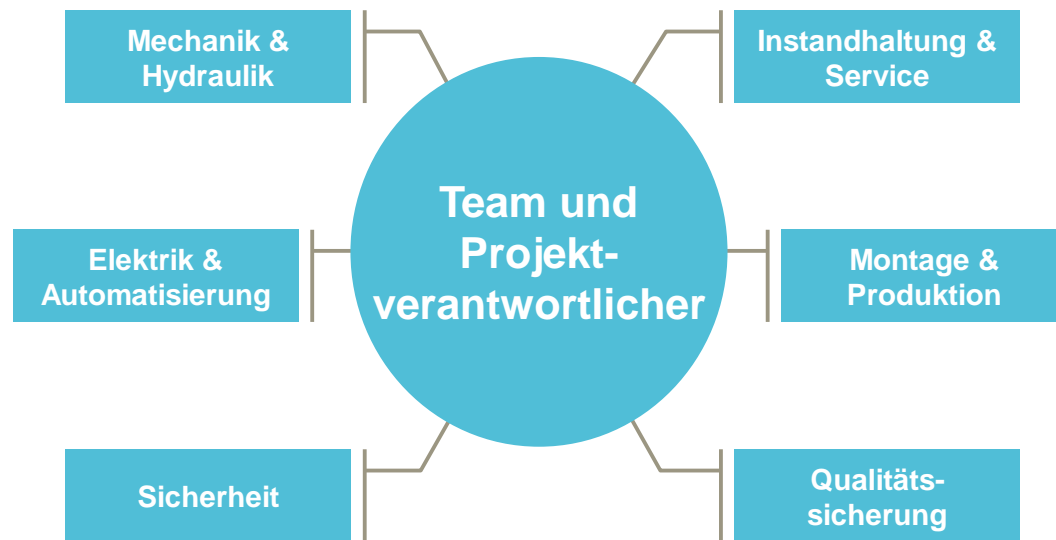 Mechanik &
Hydraulik
Instandhaltung &
Service
Team und
Projekt-
verantwortlicher
Elektrik &
Automatisierung
Montage &
Produktion
Sicherheit
Qualitäts-
sicherung